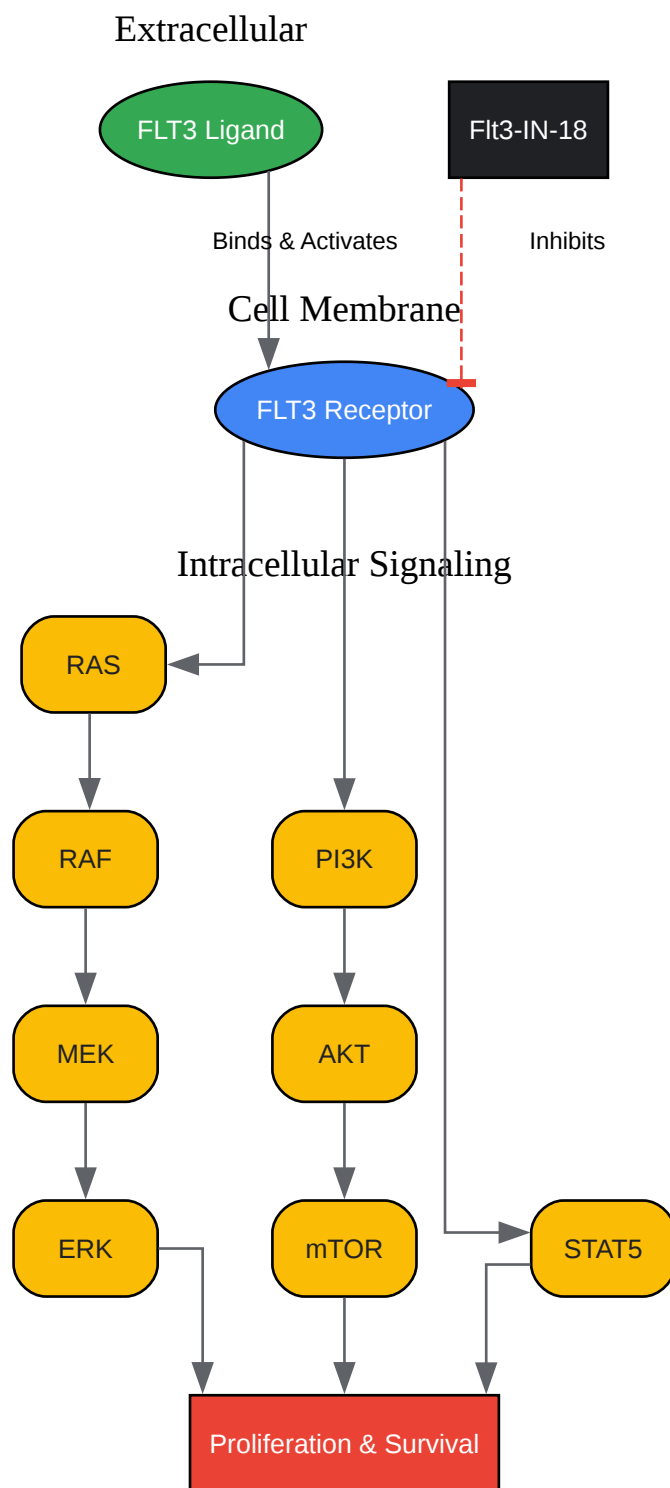 Extracellular
FLT3 Ligand
Flt3-IN-18
Binds & Activates
Inhibits
Cell Membrane
FLT3 Receptor
Intracellular Signaling
RAS
RAF
PI3K
MEK
AKT
ERK
mTOR
STAT5
Proliferation & Survival